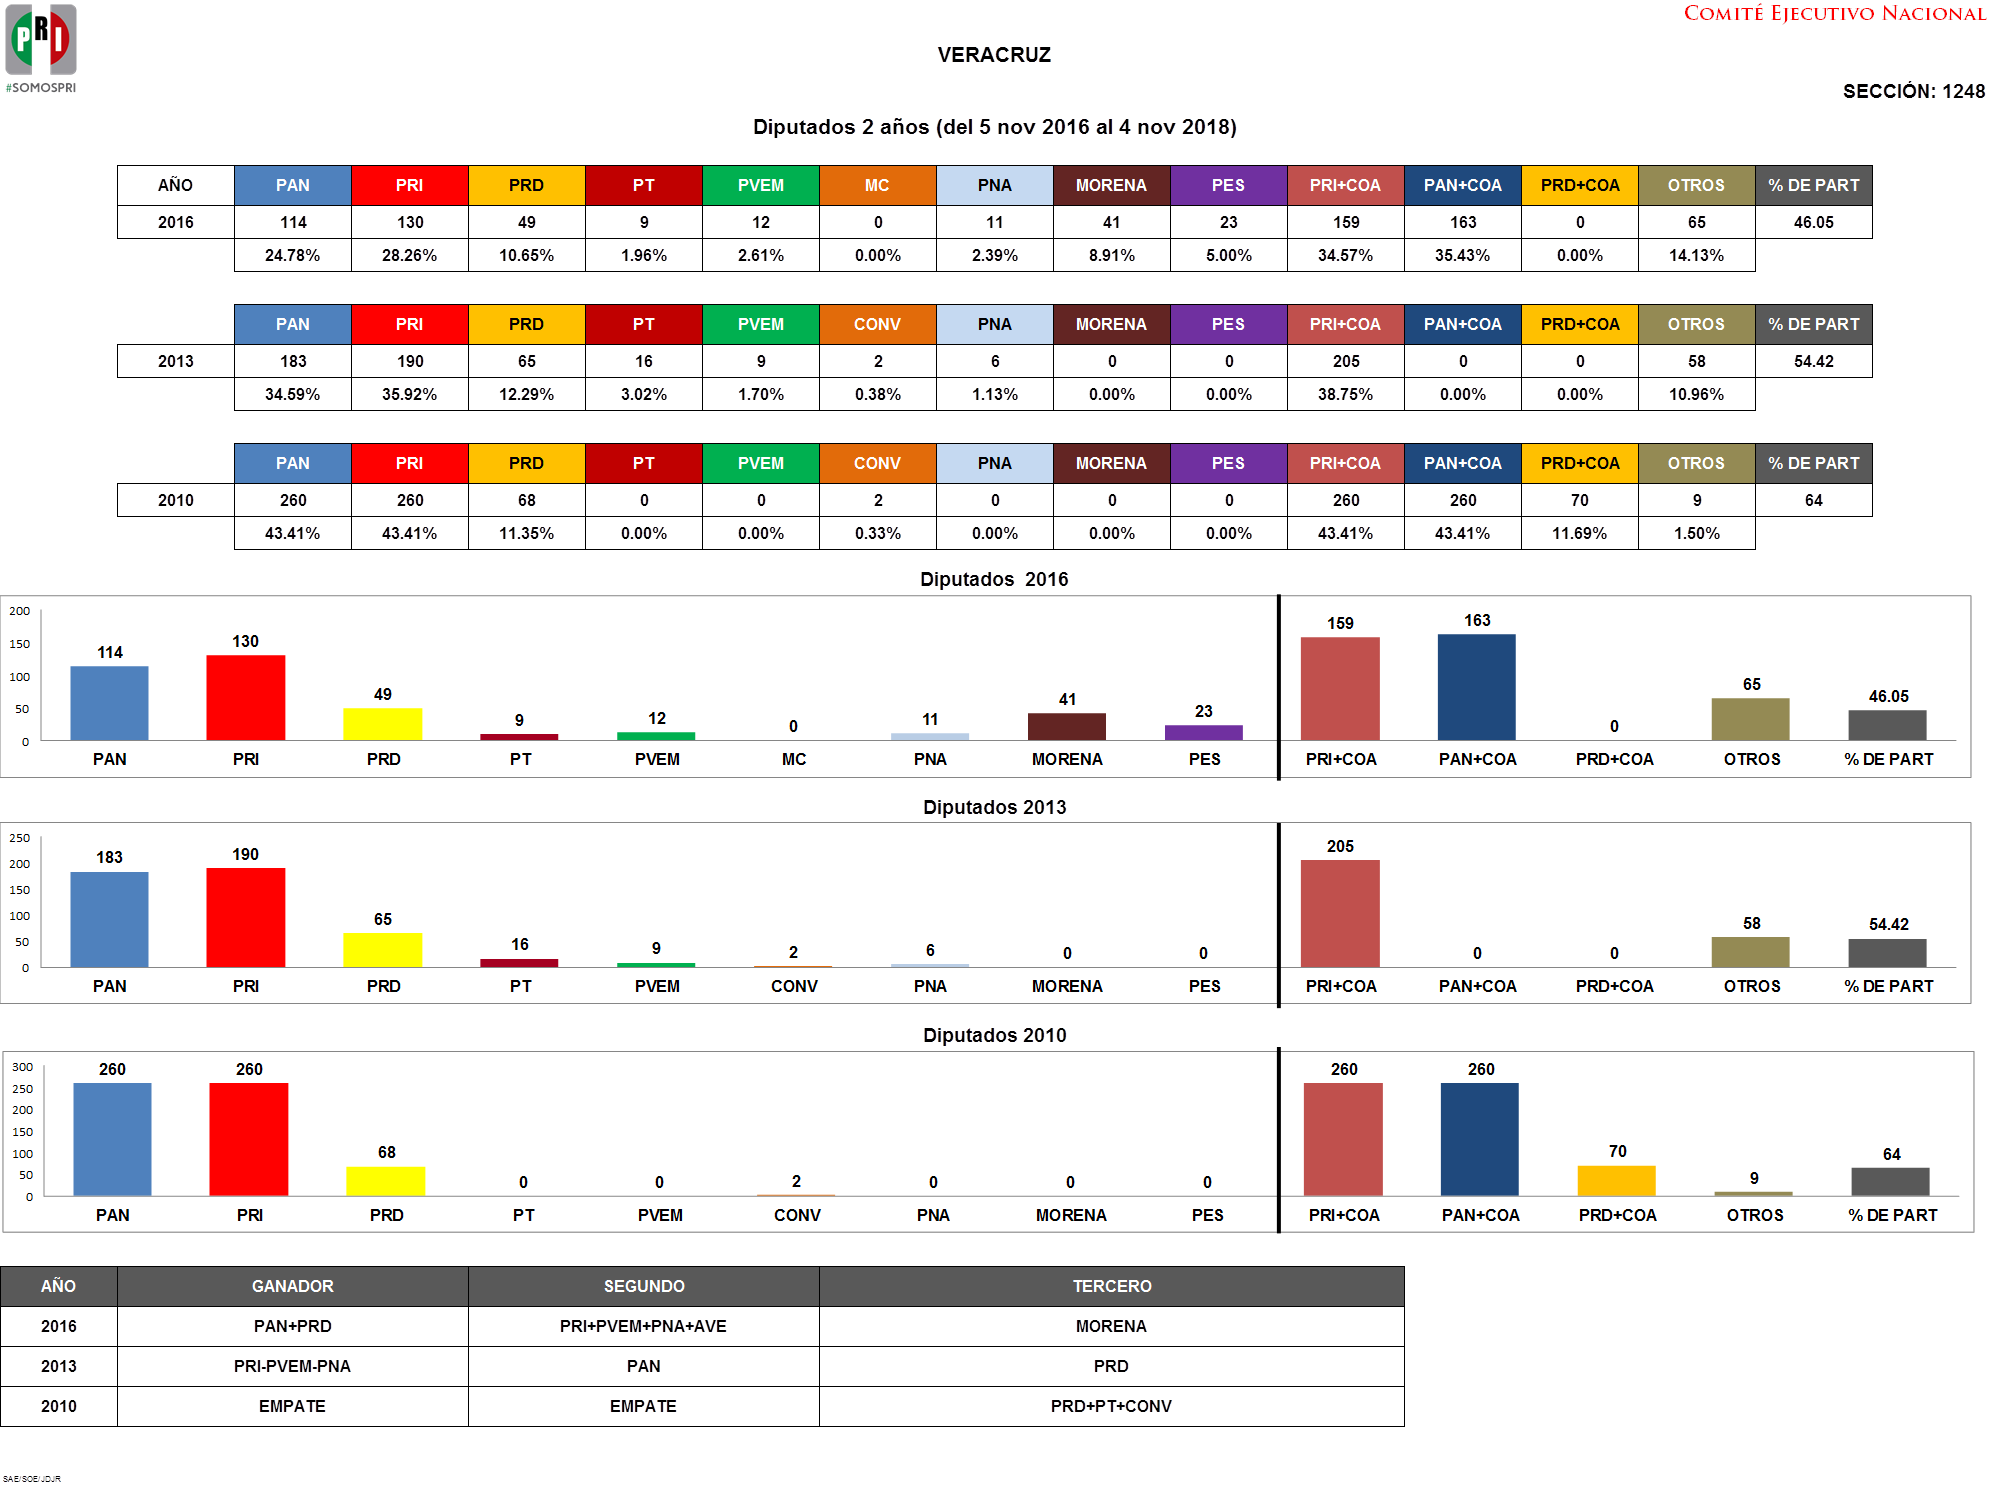 PRI
#SOMOSPRI
COMITÉ EJECUTIVO NACIONAL
VERACRUZ
SECCIÓN: 1248
Diputados 2 años (del 5 nov 2016 al 4 nov 2018)
AÑO PAN PRI PRD PT PVEM MC PNA MORENA PES PRI+COA PAN+COA PRD+COA OTROS % DE PART
2016 114 130 49 9 12 0 11 41 23 159 163 0 65 46.05
24.78% 28.26% 10.65% 1.96% 2.61% 0.00% 2.39% 8.91% 5.00% 34.57% 35.43% 0.00% 14.13%
PAN PRI PRD PT PVEM CONV PNA MORENA PES PRI+COA PAN+COA PRD+COA OTROS % DE PART
2013 183 190 65 16 9 2 6 0 0 205 0 0 58 54.42
34.59% 35.92% 12.29% 3.02% 1.70% 0.38% 1.13% 0.00% 0.00% 38.75% 0.00% 0.00% 10.96%
PAN PRI PRD PT PVEM CONV PNA MORENA PES PRI+COA PAN+COA PRD+COA OTROS % DE PART
2010 260 260 68 0 0 2 0 0 0 260 260 70 9 64
43.41% 43.41% 11.35% 0.00% 0.00% 0.33% 0.00% 0.00% 0.00% 43.41% 43.41% 11.69% 1.50%
Diputados  2016
200
150
100
50
0
114 130 49 9 12 0 11 41 23 159 163 0 65 46.05
PAN PRI PRD PT PVEM MC PNA MORENA PES PRI+COA PAN+COA PRD+COA OTROS % DE PART
Diputados 2013
250
200
150
100
50
0
183 190 65 16 9 2 6 0 0 205 0 0 58 54.42
PAN PRI PRD PT PVEM CONV PNA MORENA PES PRI+COA PAN+COA PRD+COA OTROS % DE PART
Diputados 2010
300
250
200
150
100
50
0
260 260 68 0 0 2 0 0 0 260 260 70 9 64
PAN PRI PRD PT PVEM CONV PNA MORENA PES PRI+COA PAN+COA PRD+COA OTROS % DE PART
AÑO GANADOR SEGUNDO TERCERO
2016 PAN+PRD PRI+PVEM+PNA+AVE MORENA
2013 PRI-PVEM-PNA PAN PRD
2010 EMPATE EMPATE PRD+PT+CONV
SAE/SOE/JDJR